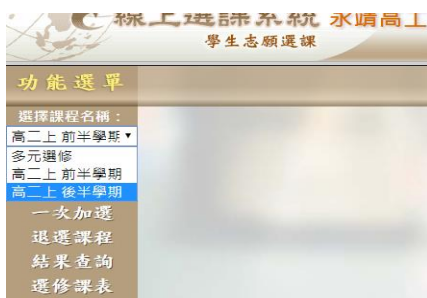 線上選課系統 永靖高工
學生志願選課
功能選單
選擇課程名稱：
高二上 前半學期
多元選修
高二上 前半學期
高二上 後半學期
一次加選
退選課程
結果查詢
選修課表